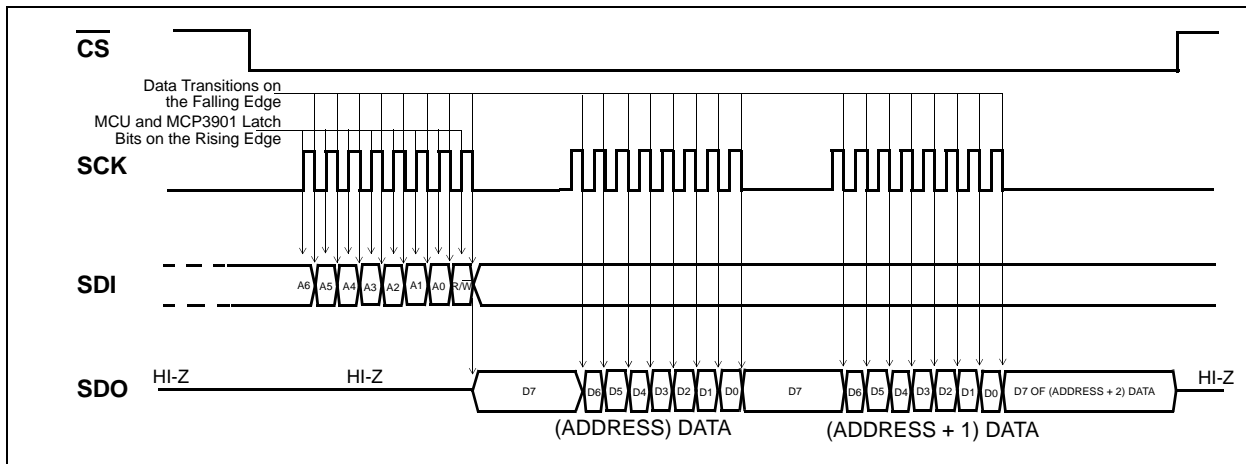 CS
Data Transitions on
the Falling Edge
MCU and MCP3901 Latch
Bits on the Rising Edge
SCK
SDI
A6 A5 A4 A3 A2 A1 A0 R/W
SDO
HI-Z
HI-Z
D7
D6 D5 D4 D3 D2 D1 D0
D7
D6 D5 D4 D3 D2 D1 D0
D7 OF (ADDRESS + 2) DATA
HI-Z
(ADDRESS) DATA
(ADDRESS + 1) DATA